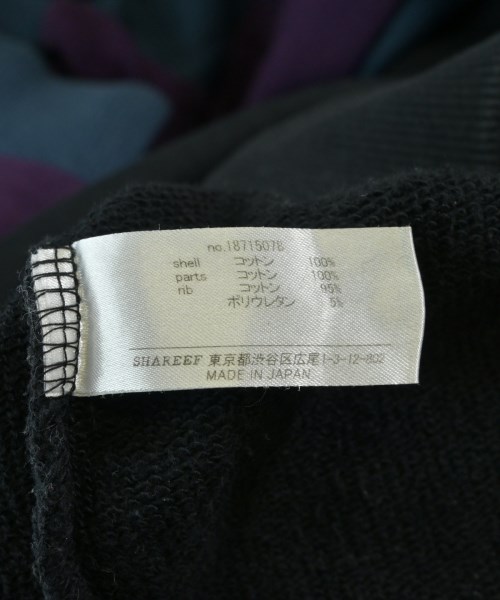 no.18715078
shell コットン 100%
parts コットン 100%
rib コットン 95%
ポリウレタン 5%
SHAREEF 東京都渋谷区広尾1-3-12-802
MADE IN JAPAN